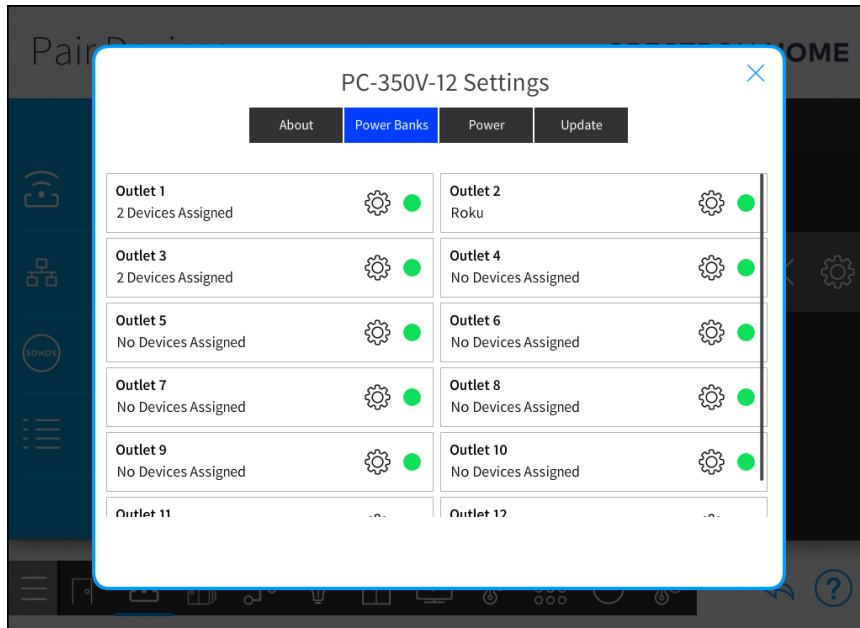 Pair
OME
PC-350V-12 Settings
About
Power Banks
Power
Update
Outlet 1
2 Devices Assigned
Outlet 2
Roku
Outlet 3
2 Devices Assigned
Outlet 4
No Devices Assigned
Outlet 5
No Devices Assigned
Outlet 6
No Devices Assigned
SONOS
Outlet 7
No Devices Assigned
Outlet 8
No Devices Assigned
Outlet 9
No Devices Assigned
Outlet 10
No Devices Assigned
Outlet 11
Outlet 12
?